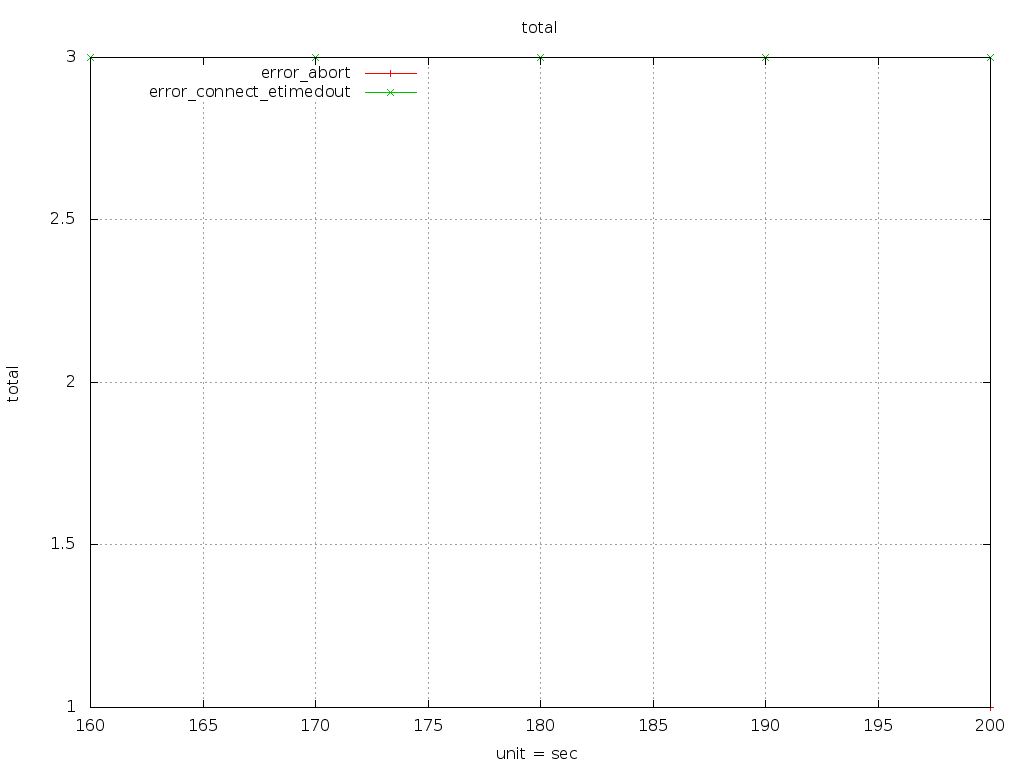 total
3
error_abort
error_connect_etimedout
2.5
total
2
1.5
1
160 165 170 175 180 185 190 195 200
unit = sec